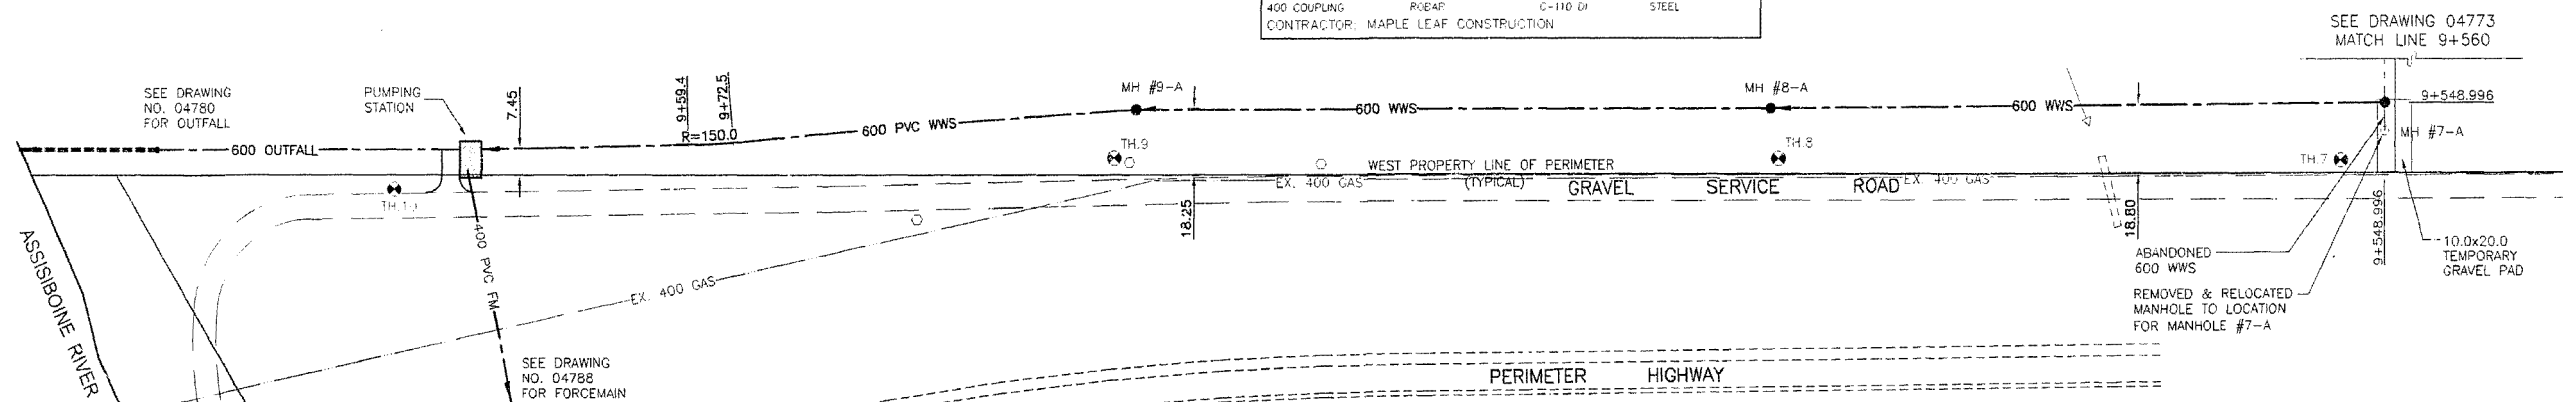 400 COUPLING ROBAR C-110 DI STEEL
CONTRACTOR: MAPLE LEAF CONSTRUCTION
SEE DRAWING 04773
MATCH LINE 9+560
SEE DRAWING
NO. 04780
FOR OUTFALL
PUMPING
STATION
7.45
9+59.4
9+72.5
R=150.0
600 PVC WWS
MH #9-A
600 WWS
MH #8-A
600 WWS
9+548.996
MH #7-A
600 OUTFALL
TH.9
TH.8
TH.7
TH.10
WEST PROPERTY LINE OF PERIMETER
(TYPICAL)
EX. 400 GAS
GRAVEL SERVICE ROAD
EX. 400 GAS
18.25
18.80
9+548.996
ABANDONED
600 WWS
10.0x20.0
TEMPORARY
GRAVEL PAD
REMOVED & RELOCATED
MANHOLE TO LOCATION
FOR MANHOLE #7-A
ASSISIBOINE RIVER
400 PVC FM
EX. 400 GAS
SEE DRAWING
NO. 04788
FOR FORCEMAIN
PERIMETER HIGHWAY